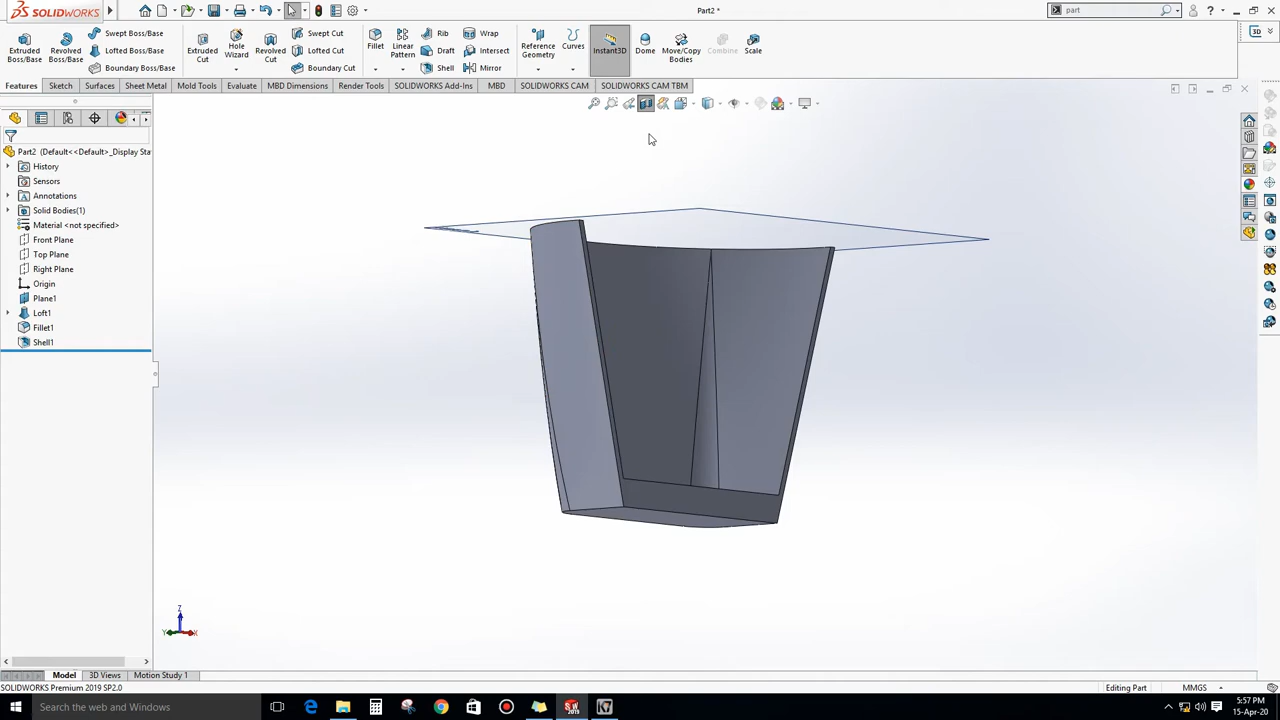 SOLIDWORKS
Part2 *
part
Extruded Boss/Base
Revolved Boss/Base
Swept Boss/Base
Lofted Boss/Base
Boundary Boss/Base
Extruded Cut
Hole Wizard
Revolved Cut
Swept Cut
Lofted Cut
Boundary Cut
Fillet
Linear Pattern
Rib
Draft
Shell
Wrap
Intersect
Mirror
Reference Geometry
Curves
Instant3D
Dome
Move/Copy Bodies
Combine
Scale
3D
Features Sketch Surfaces Sheet Metal Mold Tools Evaluate MBD Dimensions Render Tools SOLIDWORKS Add-Ins MBD SOLIDWORKS CAM SOLIDWORKS CAM TBM
Part2 (Default<<Default>_Display Sta
History
Sensors
Annotations
Solid Bodies(1)
Material <not specified>
Front Plane
Top Plane
Right Plane
Origin
Plane1
Loft1
Fillet1
Shell1
Z
Y X
Model 3D Views Motion Study 1
SOLIDWORKS Premium 2019 SP2.0
Editing Part MMGS
Search the web and Windows
5:57 PM
15-Apr-20